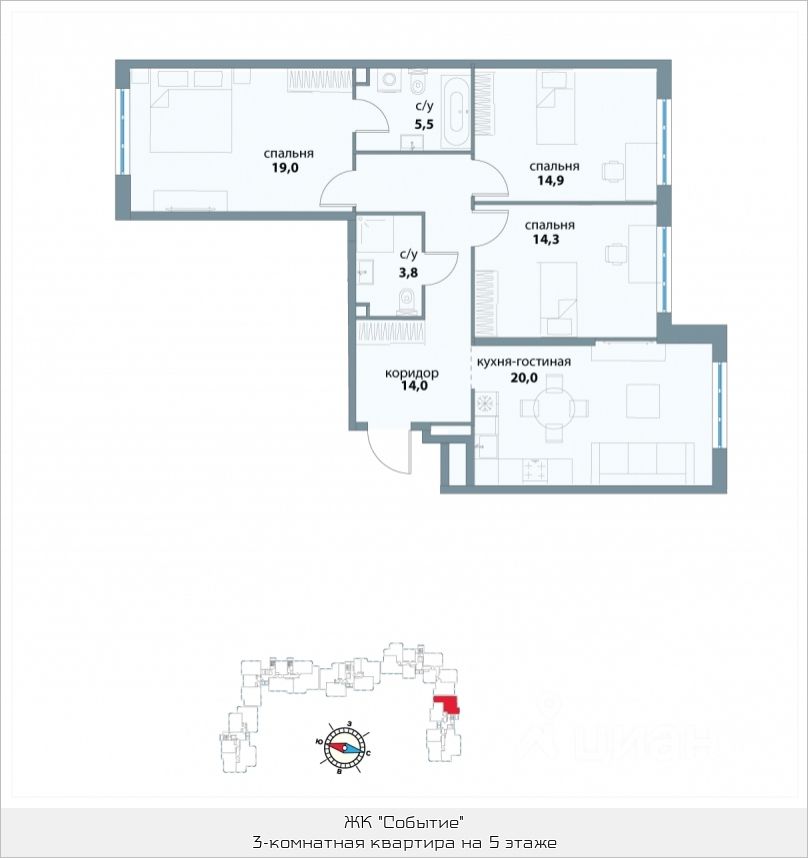 с/у
5,5
спальня
19,0
спальня
14,9
спальня
14,3
с/у
3,8
кухня-гостиная
20,0
коридор
14,0
З
Ю
С
В
циан
ЖК "Событие"
3-комнатная квартира на 5 этаже